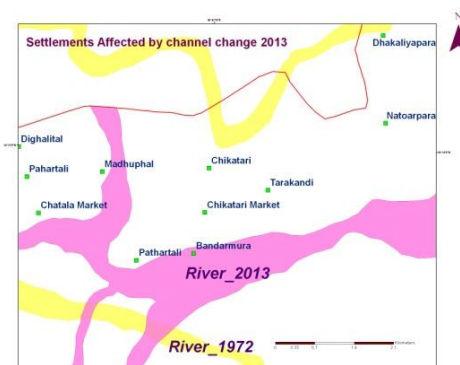 Settlements Affected by channel change 2013
N
Dhakaliyapara
Natoarpara
Dighalital
Pahartali
Madhuphal
Chikatari
Tarakandi
Chatala Market
Chikatari Market
Pathartali
Bandarmura
River_2013
River_1972